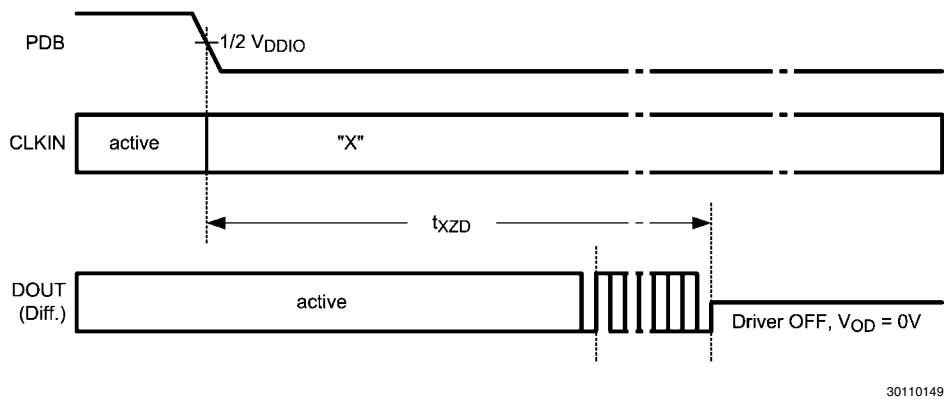 PDB
1/2 VDDIO
CLKIN
active
"X"
tXZD
DOUT
(Diff.)
active
Driver OFF, VOD = 0V
30110149